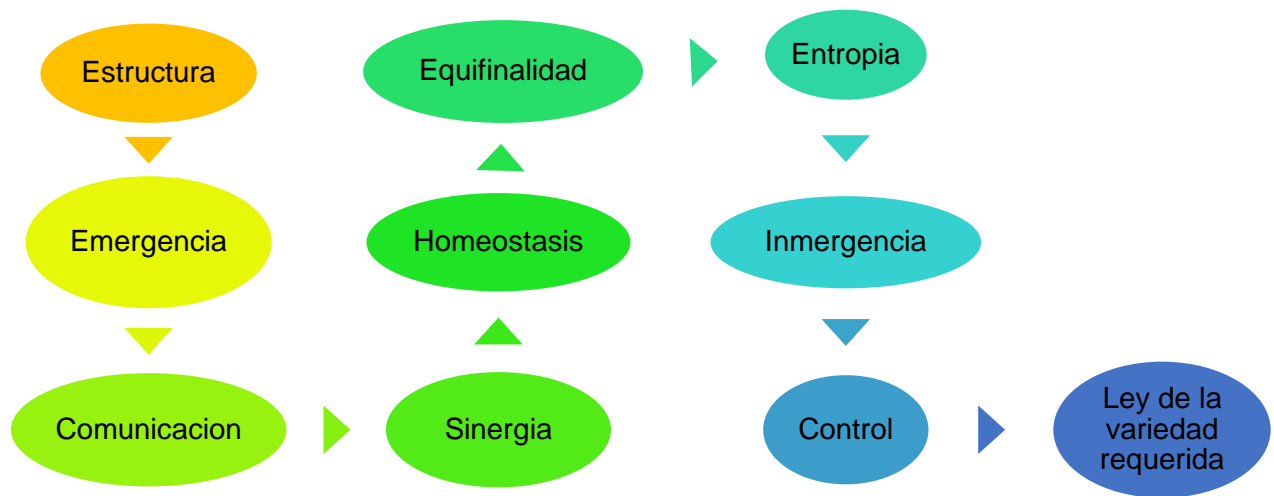 Estructura
Emergencia
Comunicacion
Sinergia
Homeostasis
Equifinalidad
Entropia
Inmergencia
Control
Ley de la
variedad
requerida